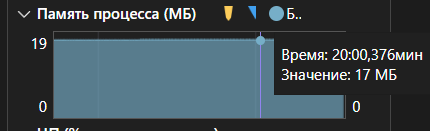 Память процесса (МБ) Б..
19
Время: 20:00,376мин
Значение: 17 МБ
0 0